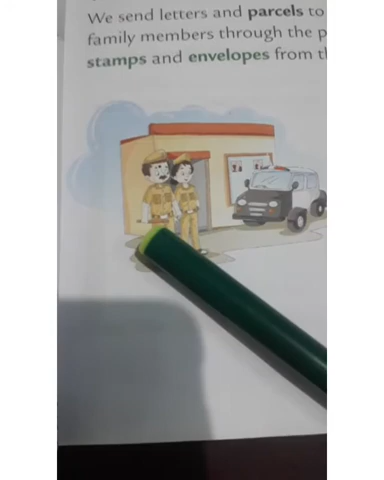 We send letters and parcels to
family members through the
stamps and envelopes from